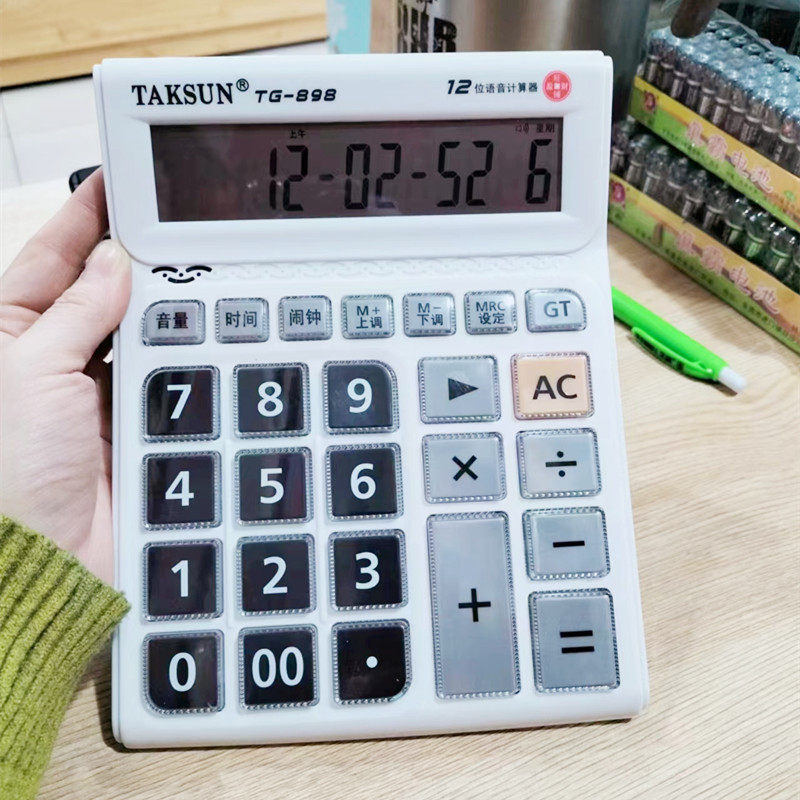 TAKSUN® TG-898 12位语音计算器
上午 星期
12-02-52 6
音量 时间 闹钟 M+ 上调 M- 下调 MRC 设定 GT
7 8 9 ▶ AC
4 5 6 × ÷
1 2 3 + −
0 00 · =